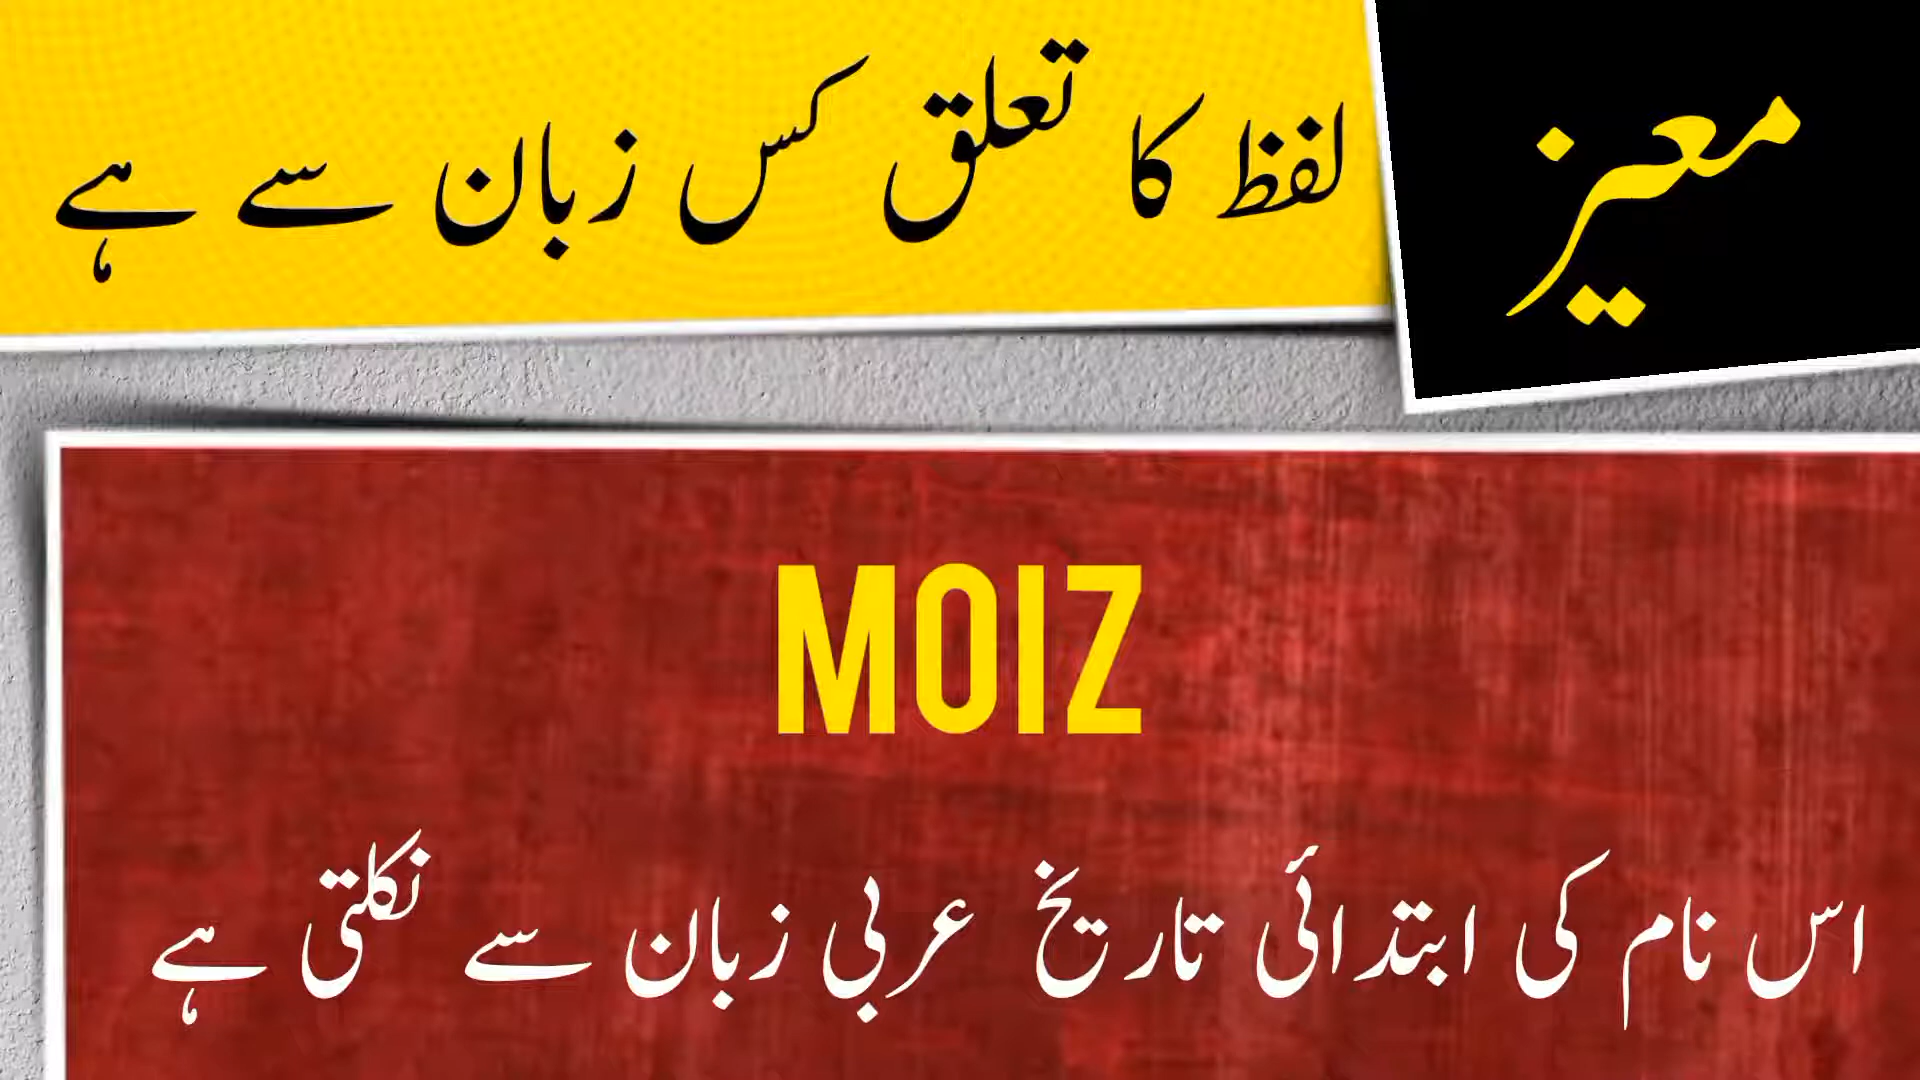 معیز
لفظ کا تعلق کس زبان سے ہے
MOIZ
اس نام کی ابتدائی تاریخ عربی زبان سے نکلتی ہے